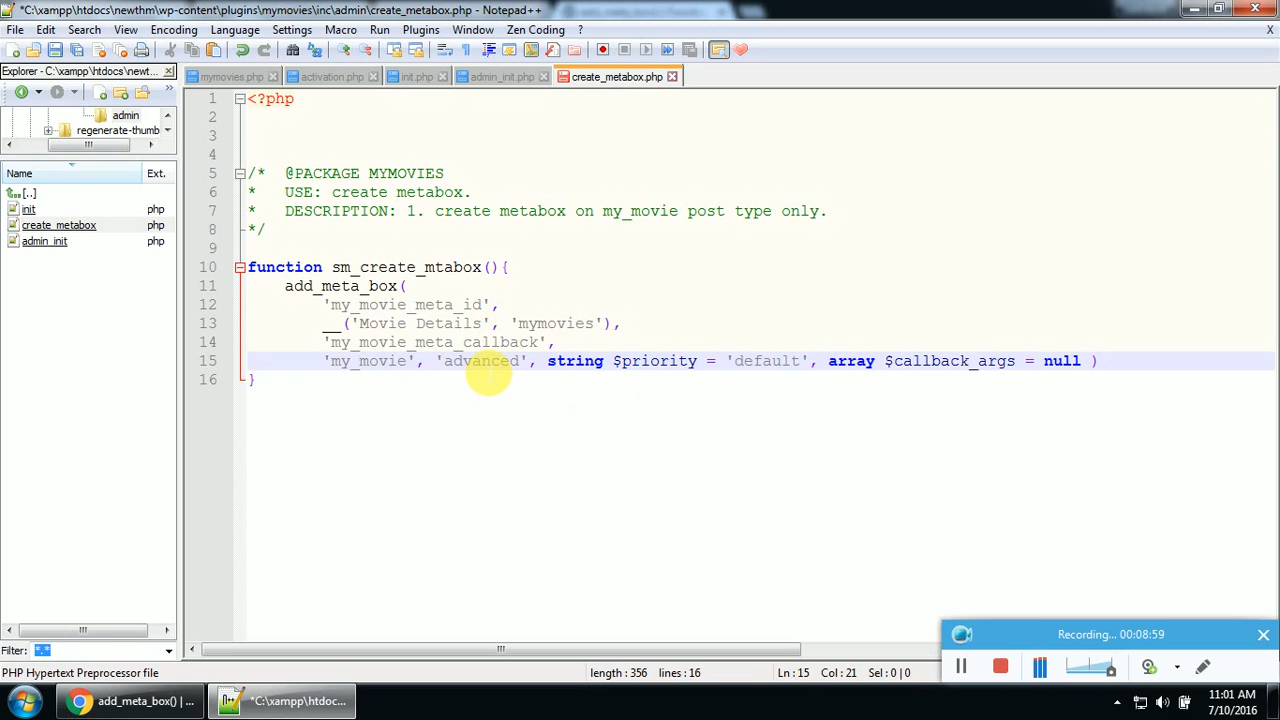 *C:\xampp\htdocs\newthm\wp-content\plugins\mymovies\inc\admin\create_metabox.php - Notepad++
File Edit Search View Encoding Language Settings Macro Run Plugins Window Zen Coding ? X
Explorer - C:\xampp\htdocs\newt...
mymovies.php activation.php init.php admin_init.php create_metabox.php
admin
regenerate-thumb
Name Ext.
[..]
init php
create_metabox php
admin_init php
1 <?php
2
3
4
5 /* @PACKAGE MYMOVIES
6 * USE: create metabox.
7 * DESCRIPTION: 1. create metabox on my_movie post type only.
8 */
9
10 function sm_create_mtabox(){
11 add_meta_box(
12 'my_movie_meta_id',
13 __('Movie Details', 'mymovies'),
14 'my_movie_meta_callback',
15 'my_movie', 'advanced', string $priority = 'default', array $callback_args = null )
16 }
Filter: *.*
Recording... 00:08:59
PHP Hypertext Preprocessor file length : 356 lines : 16 Ln : 15 Col : 21 Sel : 0 | 0
add_meta_box() | ... *C:\xampp\htdoc...
11:01 AM
7/10/2016